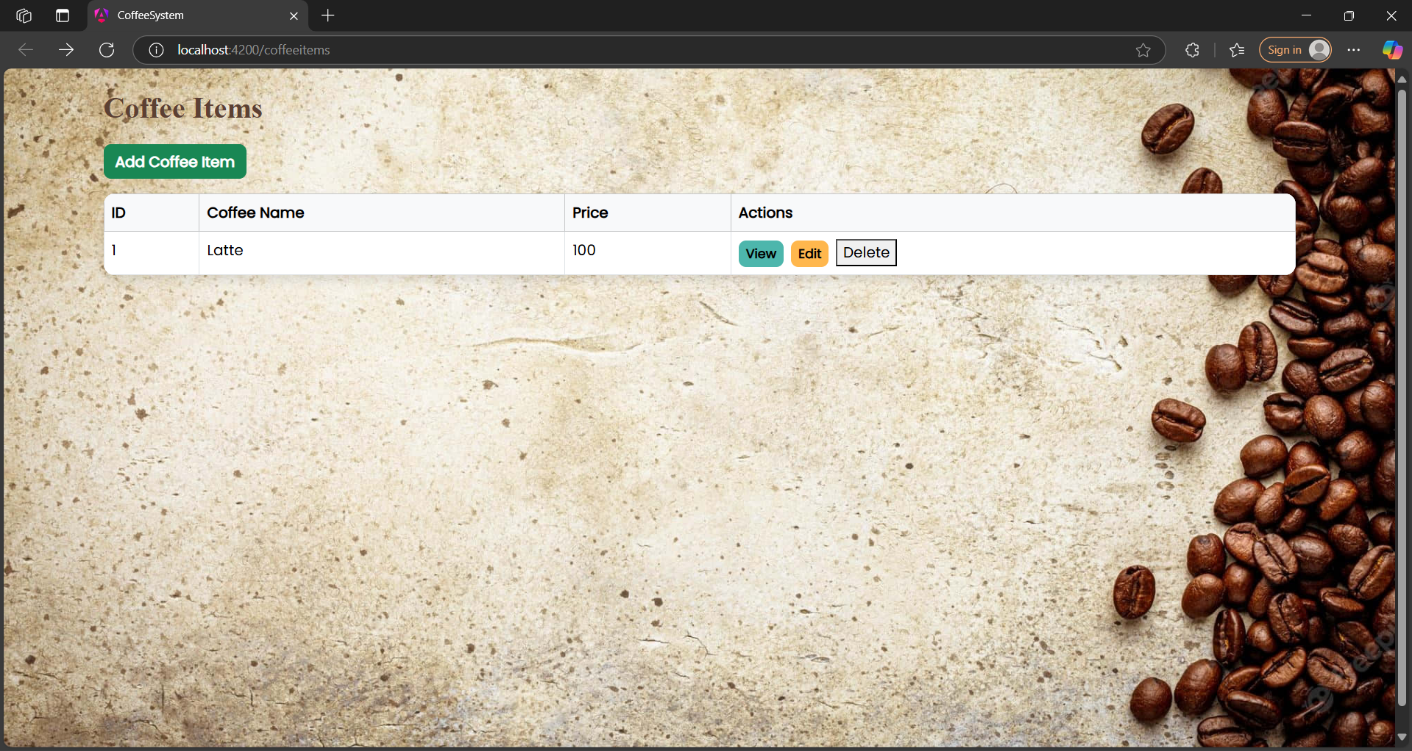 CoffeeSystem
localhost:4200/coffeeitems
Sign in
Coffee Items
Add Coffee Item
ID Coffee Name Price Actions
1 Latte 100 View Edit Delete